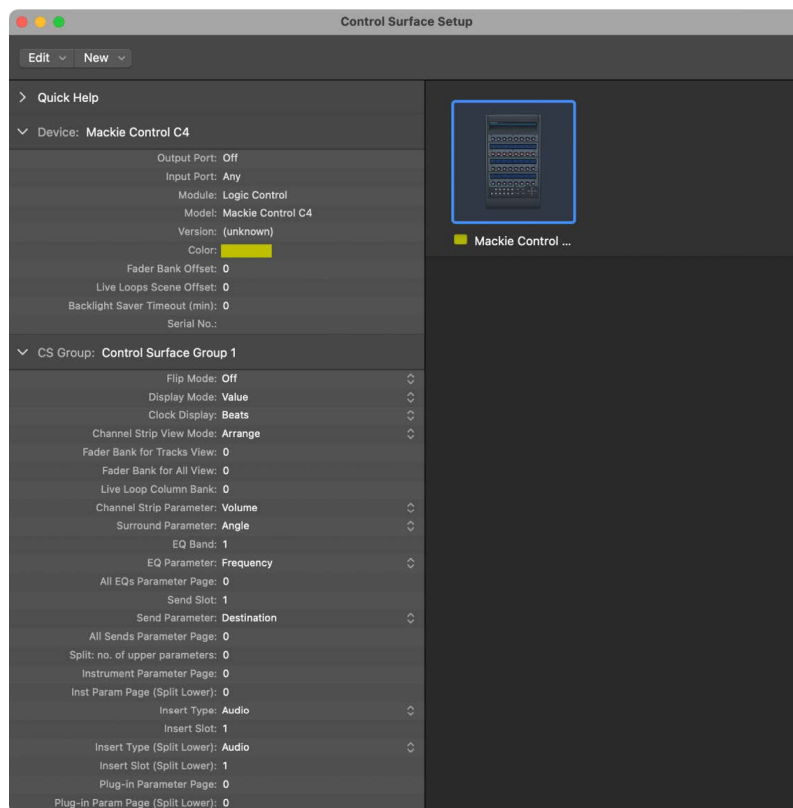 Control Surface Setup
Edit New
Quick Help
Device: Mackie Control C4
Output Port: Off
Input Port: Any
Module: Logic Control
Model: Mackie Control C4
Version: (unknown)
Color:
Fader Bank Offset: 0
Live Loops Scene Offset: 0
Backlight Saver Timeout (min): 0
Serial No.:
CS Group: Control Surface Group 1
Flip Mode: Off
Display Mode: Value
Clock Display: Beats
Channel Strip View Mode: Arrange
Fader Bank for Tracks View: 0
Fader Bank for All View: 0
Live Loop Column Bank: 0
Channel Strip Parameter: Volume
Surround Parameter: Angle
EQ Band: 1
EQ Parameter: Frequency
All EQs Parameter Page: 0
Send Slot: 1
Send Parameter: Destination
All Sends Parameter Page: 0
Split: no. of upper parameters: 0
Instrument Parameter Page: 0
Inst Param Page (Split Lower): 0
Insert Type: Audio
Insert Slot: 1
Insert Type (Split Lower): Audio
Insert Slot (Split Lower): 1
Plug-in Parameter Page: 0
Plug-in Param Page (Split Lower): 0
Mackie Control ...